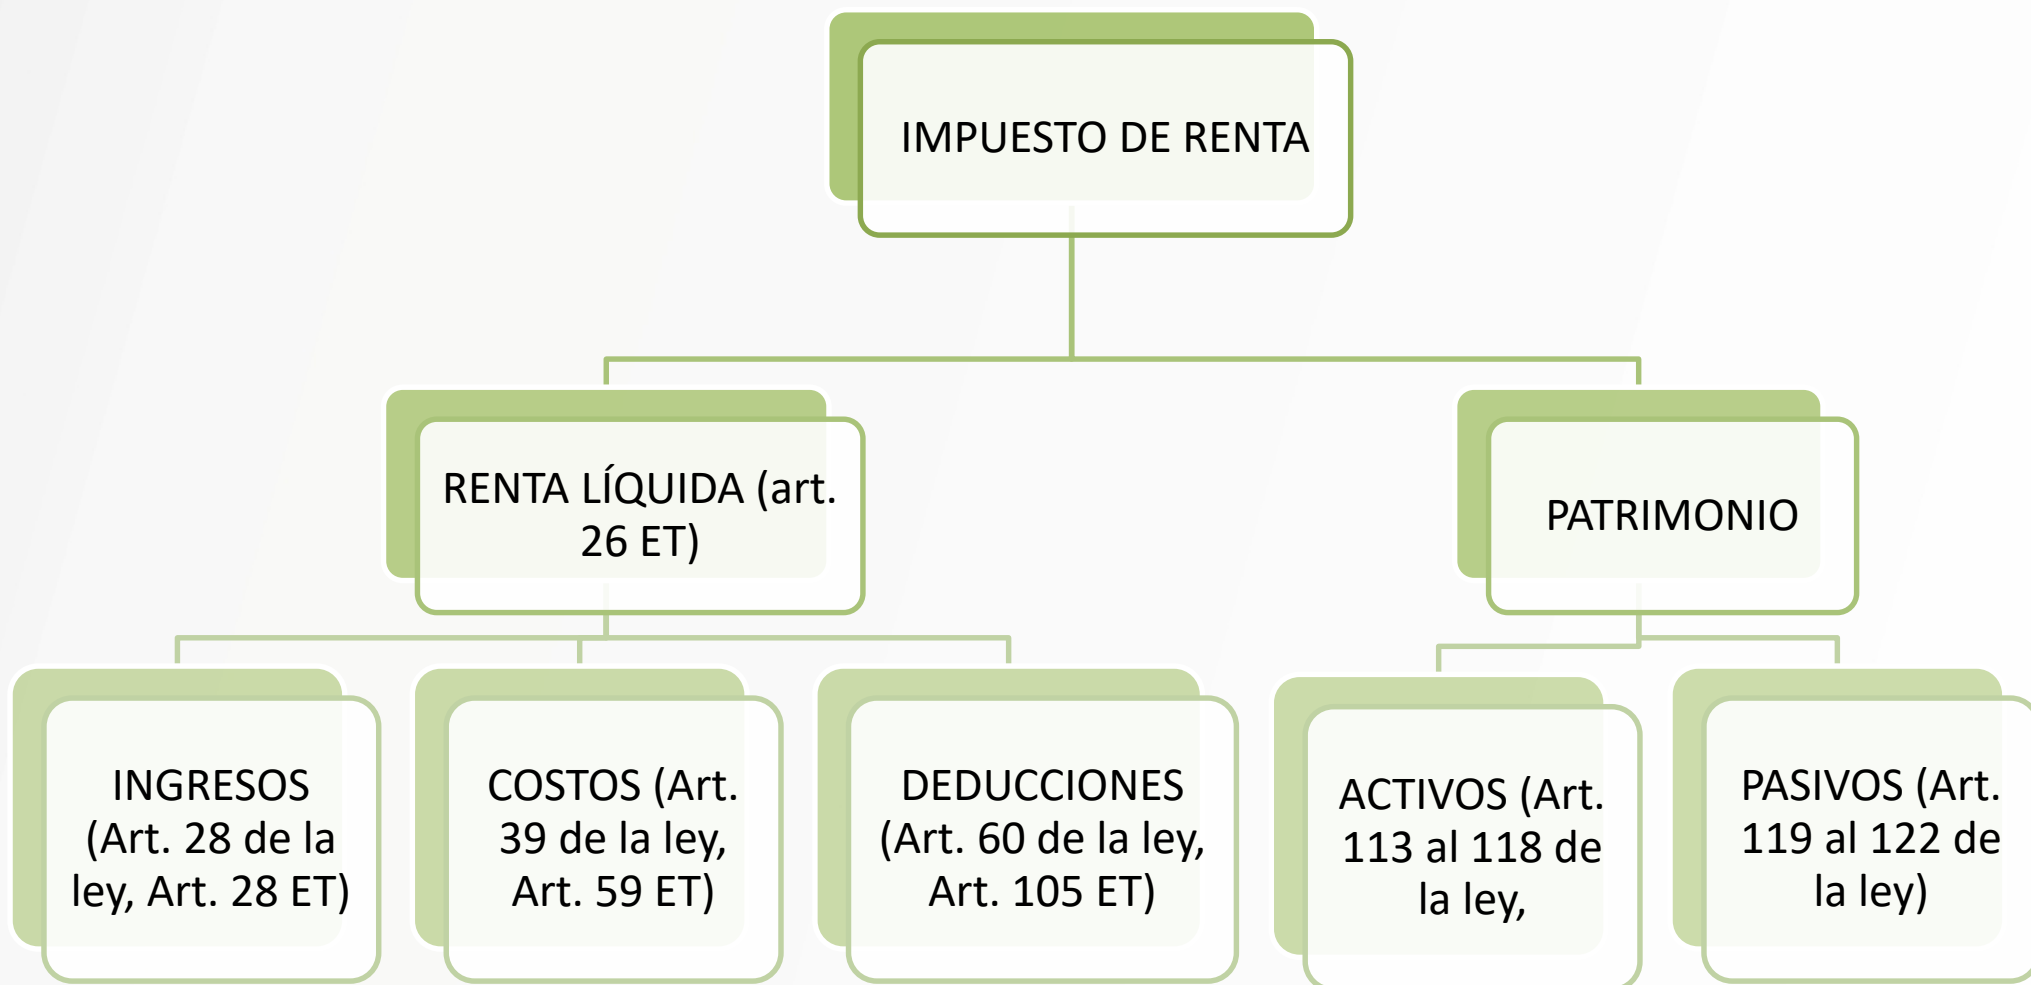 IMPUESTO DE RENTA
RENTA LÍQUIDA (art.
26 ET)
PATRIMONIO
INGRESOS
(Art. 28 de la
ley, Art. 28 ET)
COSTOS (Art.
39 de la ley,
Art. 59 ET)
DEDUCCIONES
(Art. 60 de la ley,
Art. 105 ET)
ACTIVOS (Art.
113 al 118 de
la ley,
PASIVOS (Art.
119 al 122 de
la ley)